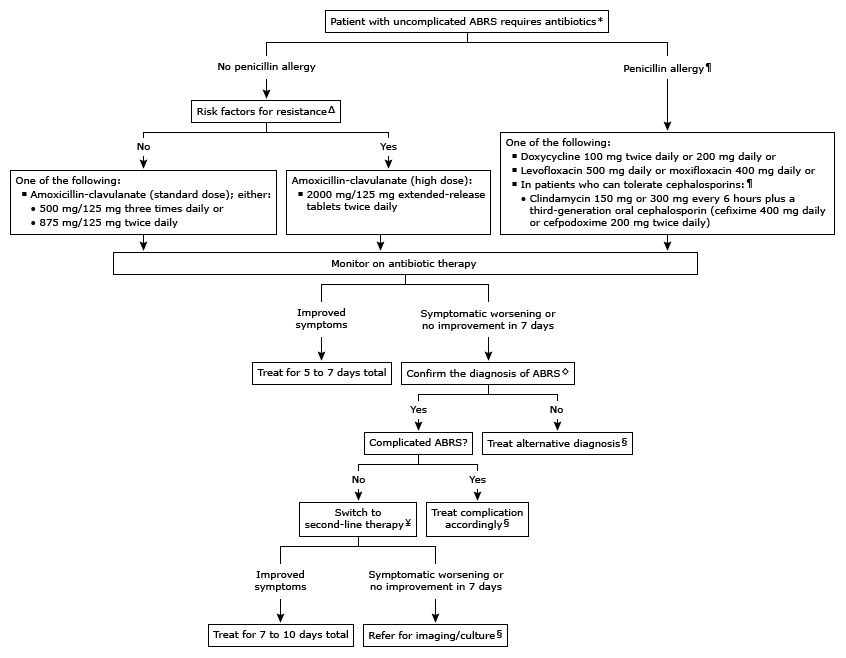 Patient with uncomplicated ABRS requires antibiotics*
No penicillin allergy
Penicillin allergy¶
Risk factors for resistanceΔ
No
Yes
One of the following:
▪ Amoxicillin-clavulanate (standard dose); either:
• 500 mg/125 mg three times daily or
• 875 mg/125 mg twice daily
Amoxicillin-clavulanate (high dose):
▪ 2000 mg/125 mg extended-release
tablets twice daily
One of the following:
▪ Doxycycline 100 mg twice daily or 200 mg daily or
▪ Levofloxacin 500 mg daily or moxifloxacin 400 mg daily or
▪ In patients who can tolerate cephalosporins:¶
• Clindamycin 150 mg or 300 mg every 6 hours plus a
third-generation oral cephalosporin (cefixime 400 mg daily
or cefpodoxime 200 mg twice daily)
Monitor on antibiotic therapy
Improved
symptoms
Symptomatic worsening or
no improvement in 7 days
Treat for 5 to 7 days total
Confirm the diagnosis of ABRS◇
Yes
No
Complicated ABRS?
Treat alternative diagnosis§
No
Yes
Switch to
second-line therapy¥
Treat complication
accordingly§
Improved
symptoms
Symptomatic worsening or
no improvement in 7 days
Treat for 7 to 10 days total
Refer for imaging/culture§